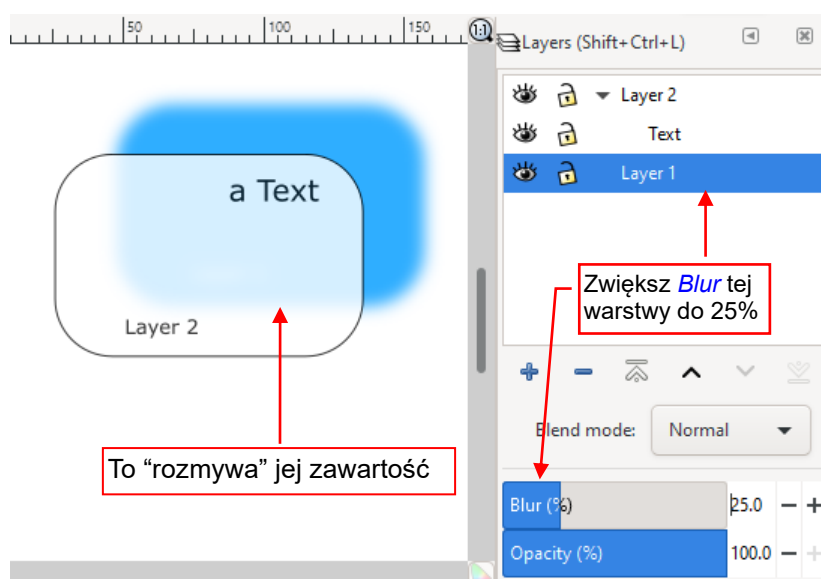 50 100 150
1:1
Layers (Shift+Ctrl+L)
Layer 2
Text
Layer 1
a Text
Layer 2
Zwiększ Blur tej
warstwy do 25%
To “rozmywa” jej zawartość
Blend mode: Normal
Blur (%) 25.0
Opacity (%) 100.0